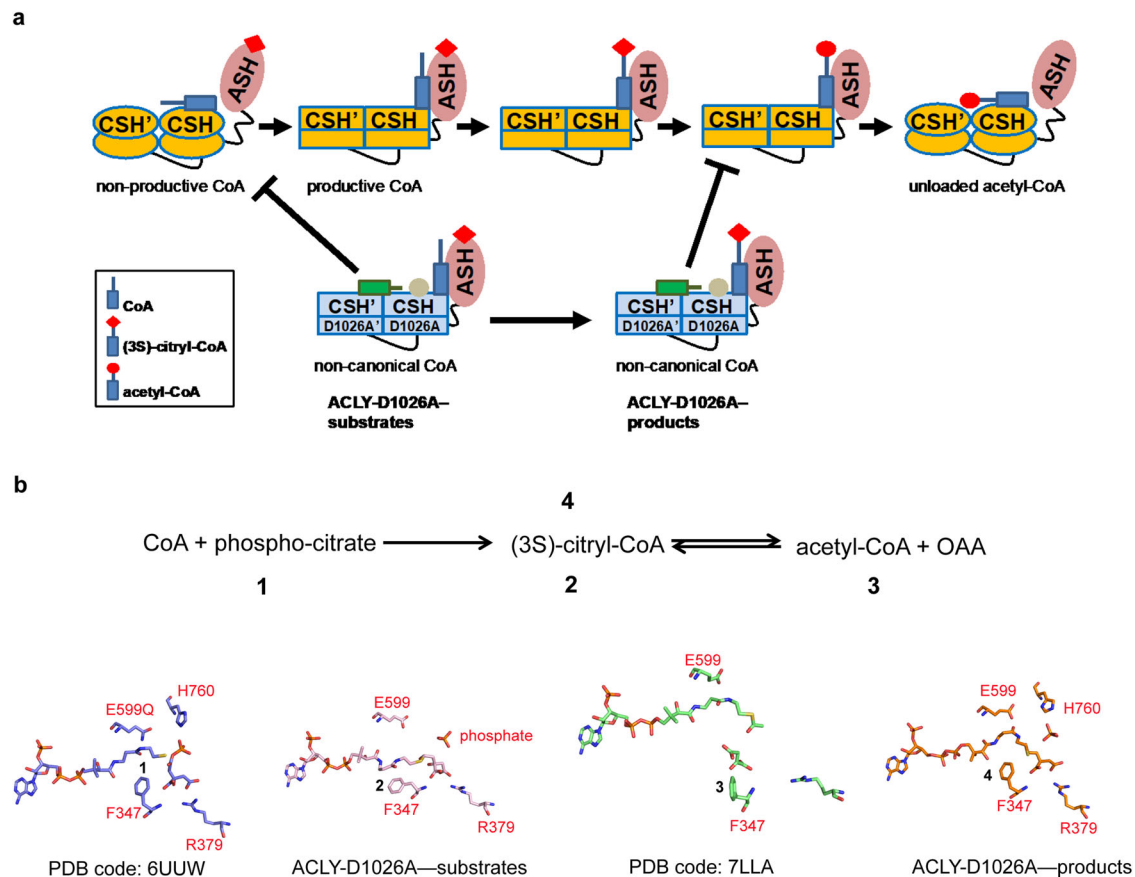 a
ASH
ASH
ASH
ASH
ASH
CSH' CSH
CSH' CSH
CSH' CSH
CSH' CSH
CSH' CSH
non-productive CoA
productive CoA
unloaded acetyl-CoA
CoA
(3S)-citryl-CoA
acetyl-CoA
ASH
CSH' CSH
D1026A' D1026A
non-canonical CoA
ACLY-D1026A–
substrates
ASH
CSH' CSH
D1026A' D1026A
non-canonical CoA
ACLY-D1026A–
products
b
4
CoA + phospho-citrate
(3S)-citryl-CoA
acetyl-CoA + OAA
1
2
3
H760
E599Q
1
F347
R379
PDB code: 6UUW
E599
phosphate
2
F347
R379
ACLY-D1026A—substrates
E599
3
F347
PDB code: 7LLA
E599
H760
4
F347
R379
ACLY-D1026A—products